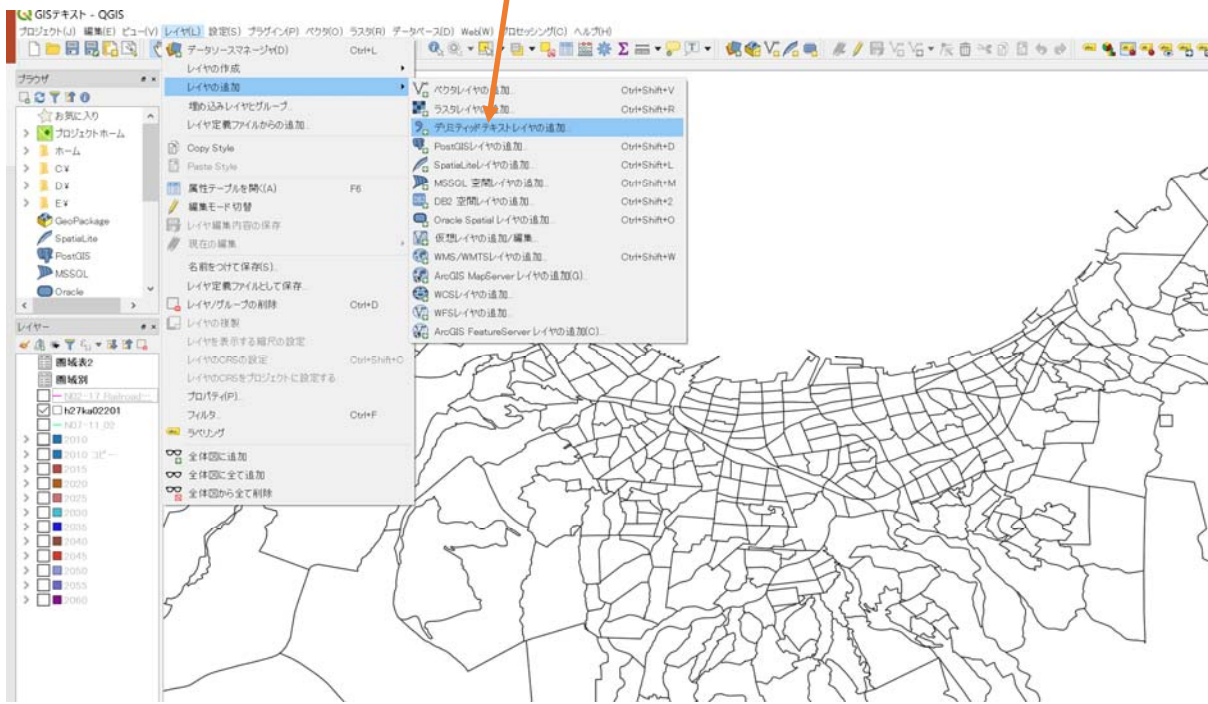 GISテキスト - QGIS
プロジェクト(J) 編集(E) ビュー(V) レイヤ(L) 設定(S) プラグイン(P) ベクタ(O) ラスタ(R) データベース(D) Web(W) プロセッシング(C) ヘルプ(H)
ブラウザ
お気に入り
プロジェクトホーム
ホーム
C:¥
D:¥
E:¥
GeoPackage
SpatiaLite
PostGIS
MSSQL
Oracle
レイヤー
圏域表2
圏域別
N02-17_Railroad-
h27ka02201
N07-11_02
2010
2010 コピー
2015
2020
2025
2030
2035
2040
2045
2050
2055
2060
データソースマネージャ(D) Ctrl+L
レイヤの作成
レイヤの追加
埋め込みレイヤとグループ...
レイヤ定義ファイルからの追加...
Copy Style
Paste Style
属性テーブルを開く(A) F6
編集モード切替
レイヤ編集内容の保存
現在の編集
名前をつけて保存(S)...
レイヤ定義ファイルとして保存...
レイヤ/グループの削除 Ctrl+D
レイヤの複製
レイヤを表示する縮尺の設定
レイヤのCRSの設定 Ctrl+Shift+C
レイヤのCRSをプロジェクトに設定する
プロパティ(P)...
フィルタ... Ctrl+F
ラベリング
全体図に追加
全体図に全て追加
全体図から全て削除
ベクタレイヤの追加... Ctrl+Shift+V
ラスタレイヤの追加... Ctrl+Shift+R
デリミティッドテキストレイヤの追加...
PostGISレイヤの追加... Ctrl+Shift+D
SpatiaLiteレイヤの追加... Ctrl+Shift+L
MSSQL 空間レイヤの追加... Ctrl+Shift+M
DB2 空間レイヤの追加... Ctrl+Shift+2
Oracle Spatial レイヤの追加... Ctrl+Shift+O
仮想レイヤの追加/編集...
WMS/WMTSレイヤの追加... Ctrl+Shift+W
ArcGIS MapServer レイヤの追加(G)...
WCSレイヤの追加...
WFSレイヤの追加...
ArcGIS FeatureServer レイヤの追加(C)...